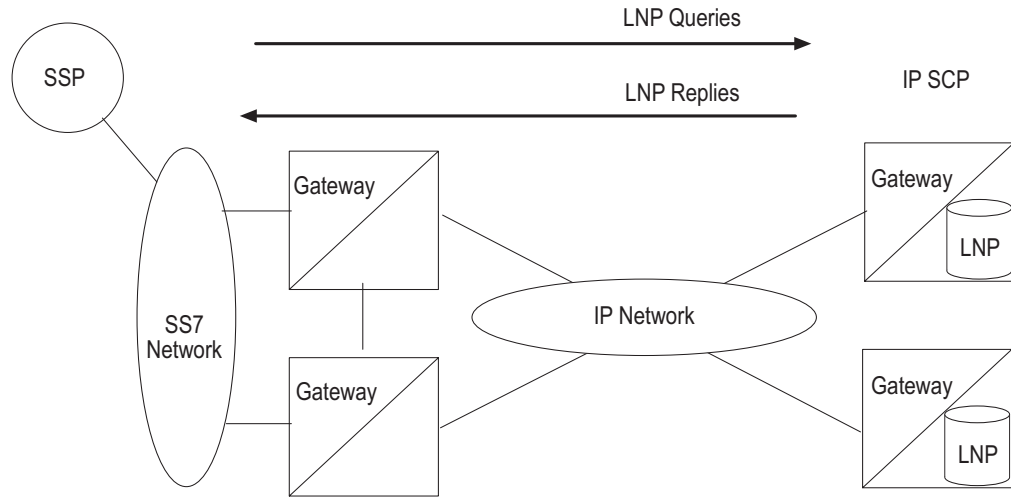 LNP Queries
SSP
IP SCP
LNP Replies
Gateway
Gateway
LNP
IP Network
SS7
Network
Gateway
Gateway
LNP